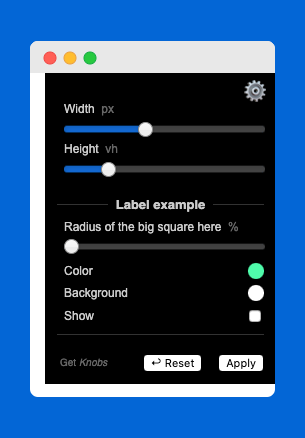 Width px
Height vh
Label example
Radius of the big square here %
Color
Background
Show
Get Knobs ↩ Reset Apply